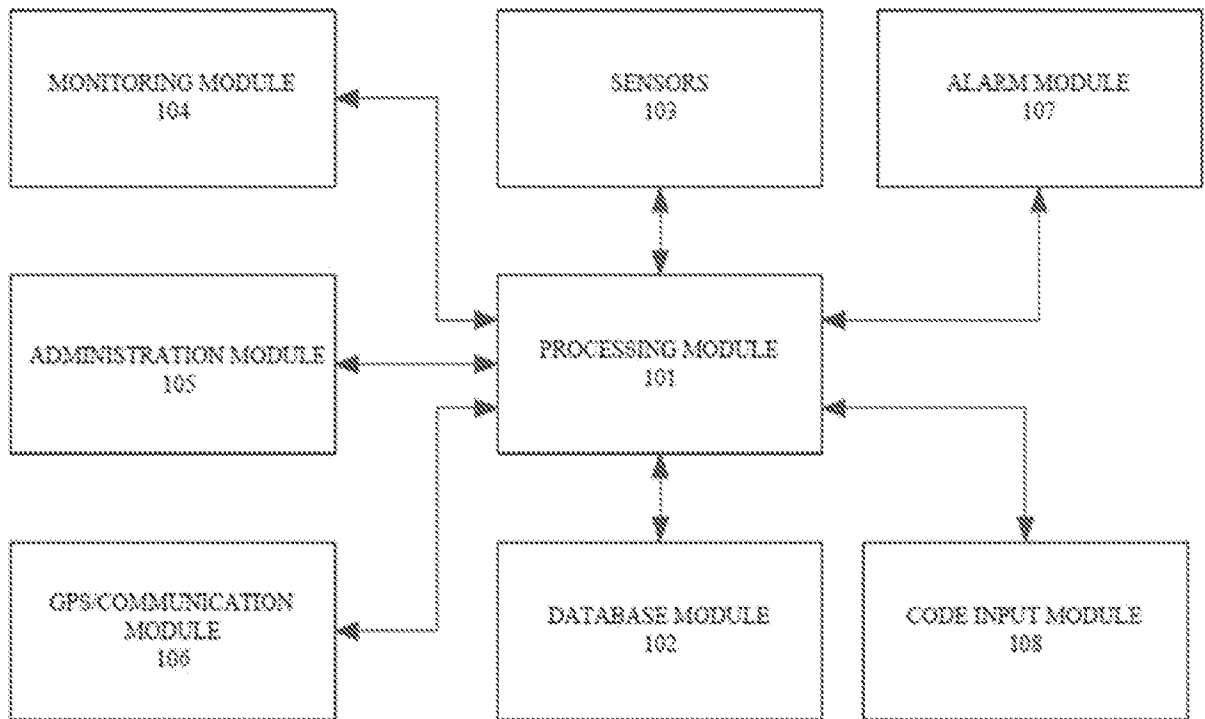 MONITORING MODULE
104
SENSORS
103
ALARM MODULE
107
ADMINISTRATION MODULE
105
PROCESSING MODULE
101
GPS/COMMUNICATION
MODULE
106
DATABASE MODULE
102
CODE INPUT MODULE
108